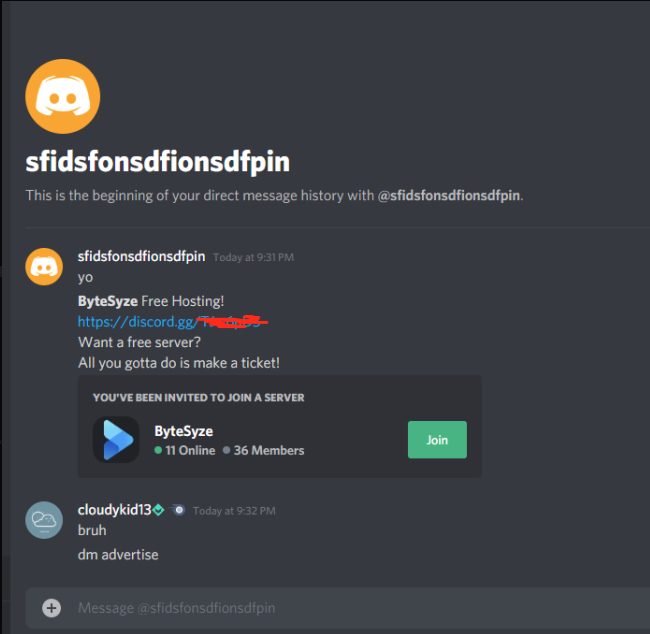 sfidsfonsdfionsdfpin
This is the beginning of your direct message history with @sfidsfonsdfionsdfpin.
sfidsfonsdfionsdfpin Today at 9:31 PM
yo
ByteSyze Free Hosting!
https://discord.gg/
Want a free server?
All you gotta do is make a ticket!
YOU'VE BEEN INVITED TO JOIN A SERVER
ByteSyze
11 Online 36 Members
Join
cloudykid13 Today at 9:32 PM
bruh
dm advertise
Message @sfidsfonsdfionsdfpin